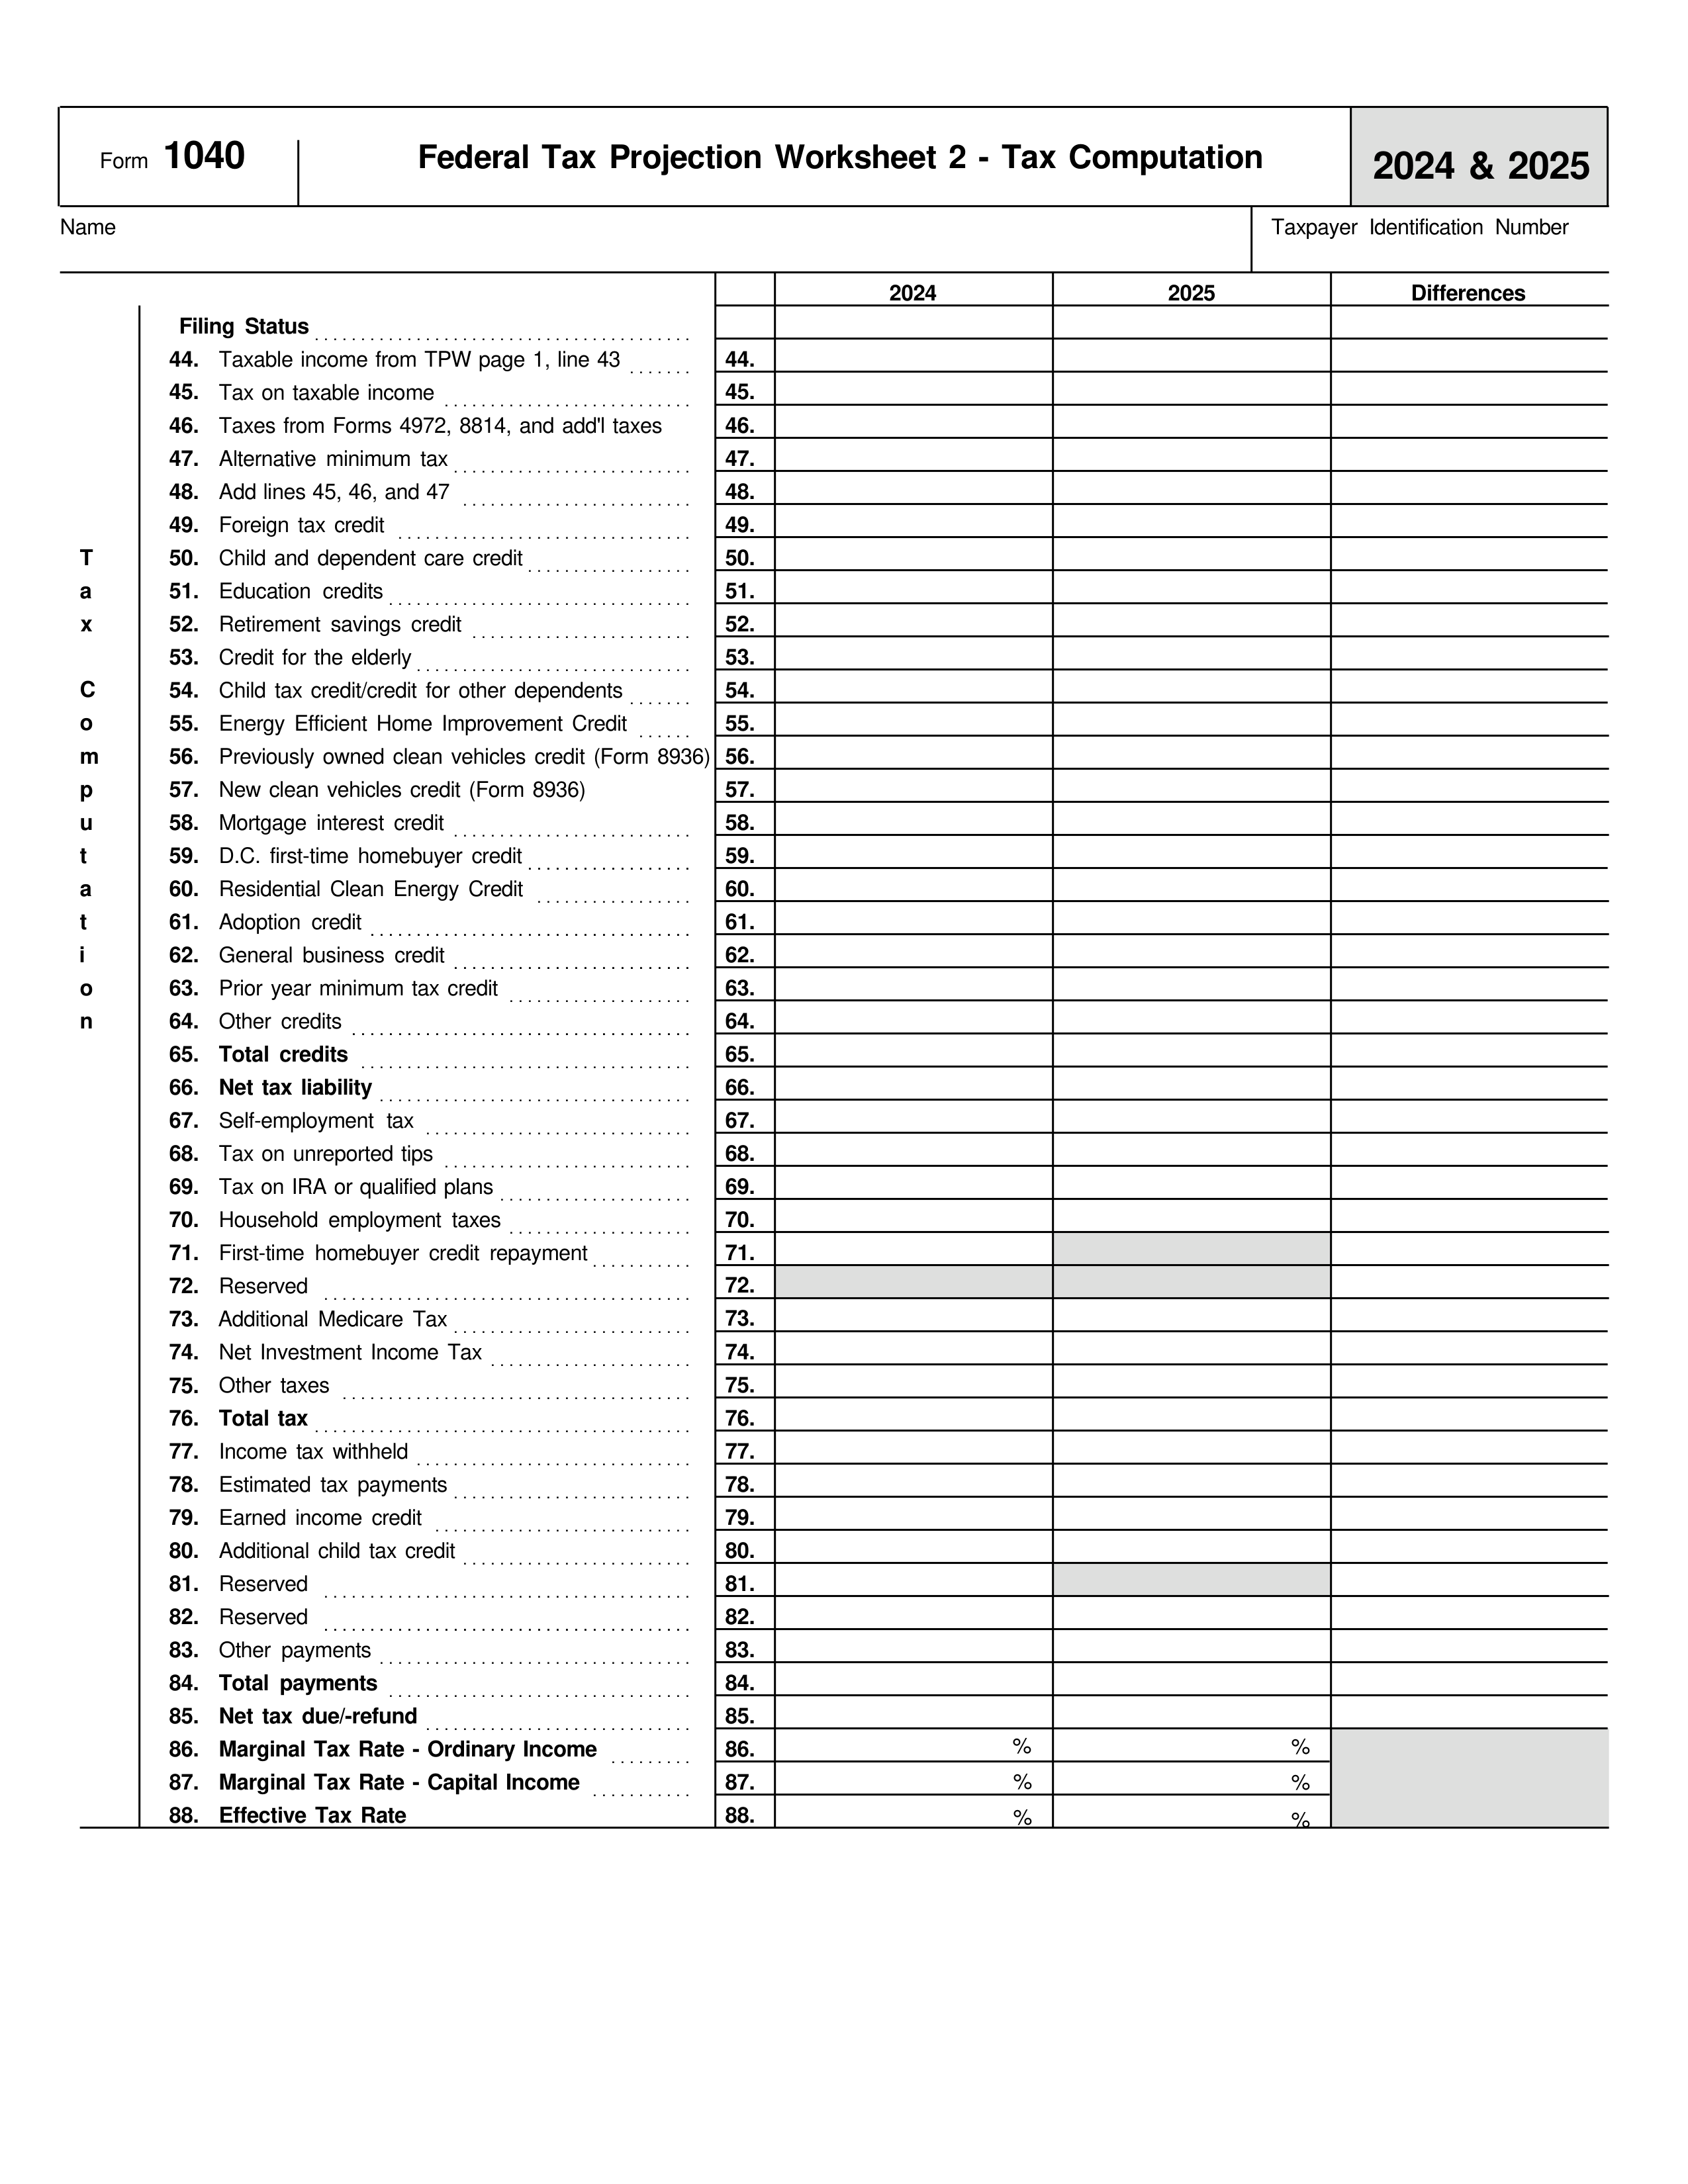 Form 1040 Federal Tax Projection Worksheet 2 - Tax Computation 2024 & 2025
Name Taxpayer Identification Number
2024 2025 Differences
Filing Status
44. Taxable income from TPW page 1, line 43 44.
45. Tax on taxable income 45.
46. Taxes from Forms 4972, 8814, and add'l taxes 46.
47. Alternative minimum tax 47.
48. Add lines 45, 46, and 47 48.
49. Foreign tax credit 49.
T 50. Child and dependent care credit 50.
a 51. Education credits 51.
x 52. Retirement savings credit 52.
53. Credit for the elderly 53.
C 54. Child tax credit/credit for other dependents 54.
o 55. Energy Efficient Home Improvement Credit 55.
m 56. Previously owned clean vehicles credit (Form 8936) 56.
p 57. New clean vehicles credit (Form 8936) 57.
u 58. Mortgage interest credit 58.
t 59. D.C. first-time homebuyer credit 59.
a 60. Residential Clean Energy Credit 60.
t 61. Adoption credit 61.
i 62. General business credit 62.
o 63. Prior year minimum tax credit 63.
n 64. Other credits 64.
65. Total credits 65.
66. Net tax liability 66.
67. Self-employment tax 67.
68. Tax on unreported tips 68.
69. Tax on IRA or qualified plans 69.
70. Household employment taxes 70.
71. First-time homebuyer credit repayment 71.
72. Reserved 72.
73. Additional Medicare Tax 73.
74. Net Investment Income Tax 74.
75. Other taxes 75.
76. Total tax 76.
77. Income tax withheld 77.
78. Estimated tax payments 78.
79. Earned income credit 79.
80. Additional child tax credit 80.
81. Reserved 81.
82. Reserved 82.
83. Other payments 83.
84. Total payments 84.
85. Net tax due/-refund 85.
86. Marginal Tax Rate - Ordinary Income 86. % %
87. Marginal Tax Rate - Capital Income 87. % %
88. Effective Tax Rate 88. % %